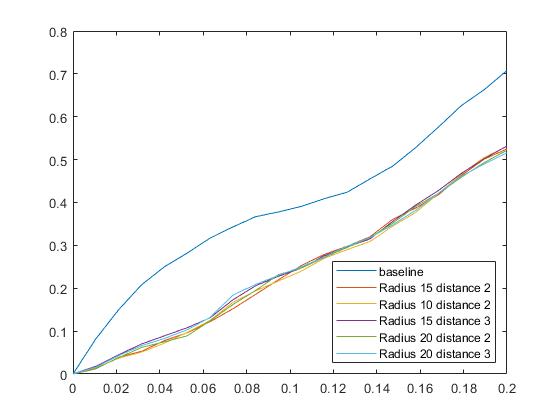 0.8
0.7
0.6
0.5
0.4
0.3
0.2
0.1
0
baseline
Radius 15 distance 2
Radius 10 distance 2
Radius 15 distance 3
Radius 20 distance 2
Radius 20 distance 3
0 0.02 0.04 0.06 0.08 0.1 0.12 0.14 0.16 0.18 0.2